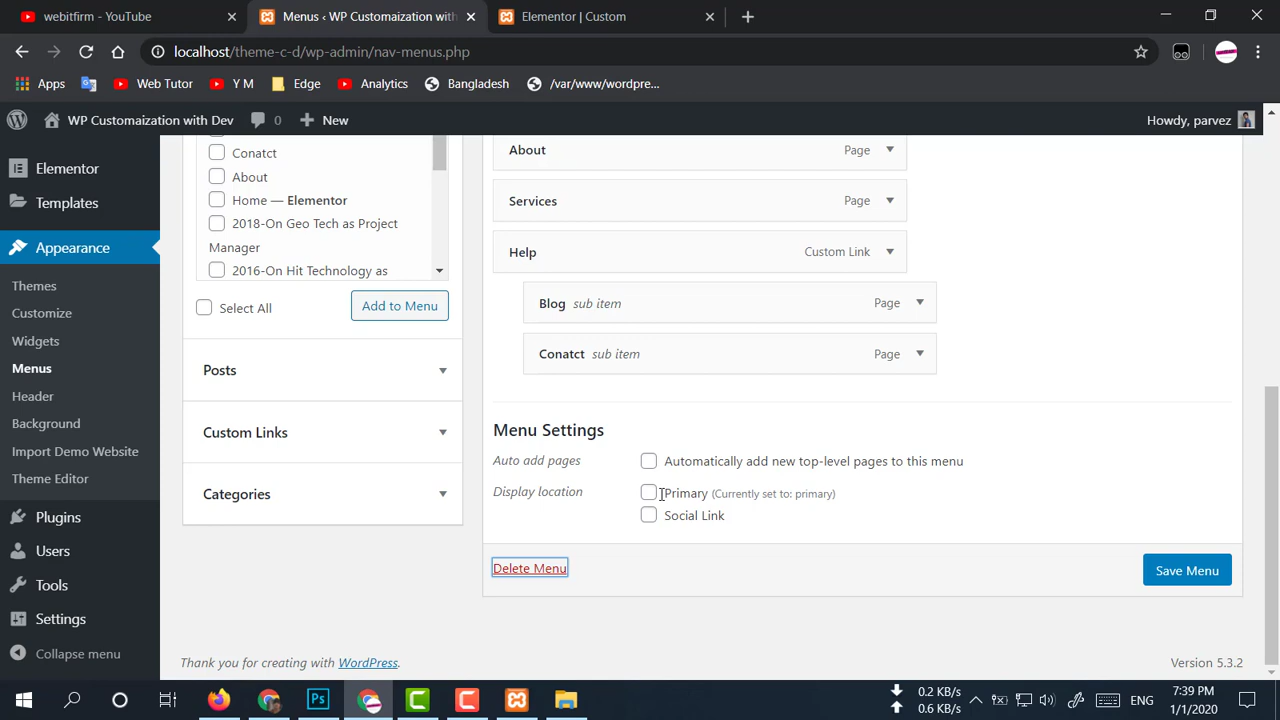 webitfirm - YouTube
Menus ‹ WP Customaization with
Elementor | Custom
localhost/theme-c-d/wp-admin/nav-menus.php
Apps
Web Tutor
Y M
Edge
Analytics
Bangladesh
/var/www/wordpre...
WP Customaization with Dev
0
New
Howdy, parvez
Elementor
Templates
Appearance
Themes
Customize
Widgets
Menus
Header
Background
Import Demo Website
Theme Editor
Plugins
Users
Tools
Settings
Collapse menu
Conatct
About
Home — Elementor
2018-On Geo Tech as Project
Manager
2016-On Hit Technology as
Select All
Add to Menu
Posts
Custom Links
Categories
About Page
Services Page
Help Custom Link
Blog sub item Page
Conatct sub item Page
Menu Settings
Auto add pages
Automatically add new top-level pages to this menu
Display location
Primary (Currently set to: primary)
Social Link
Delete Menu
Save Menu
Thank you for creating with WordPress.
Version 5.3.2
0.2 KB/s
0.6 KB/s
ENG
7:39 PM
1/1/2020